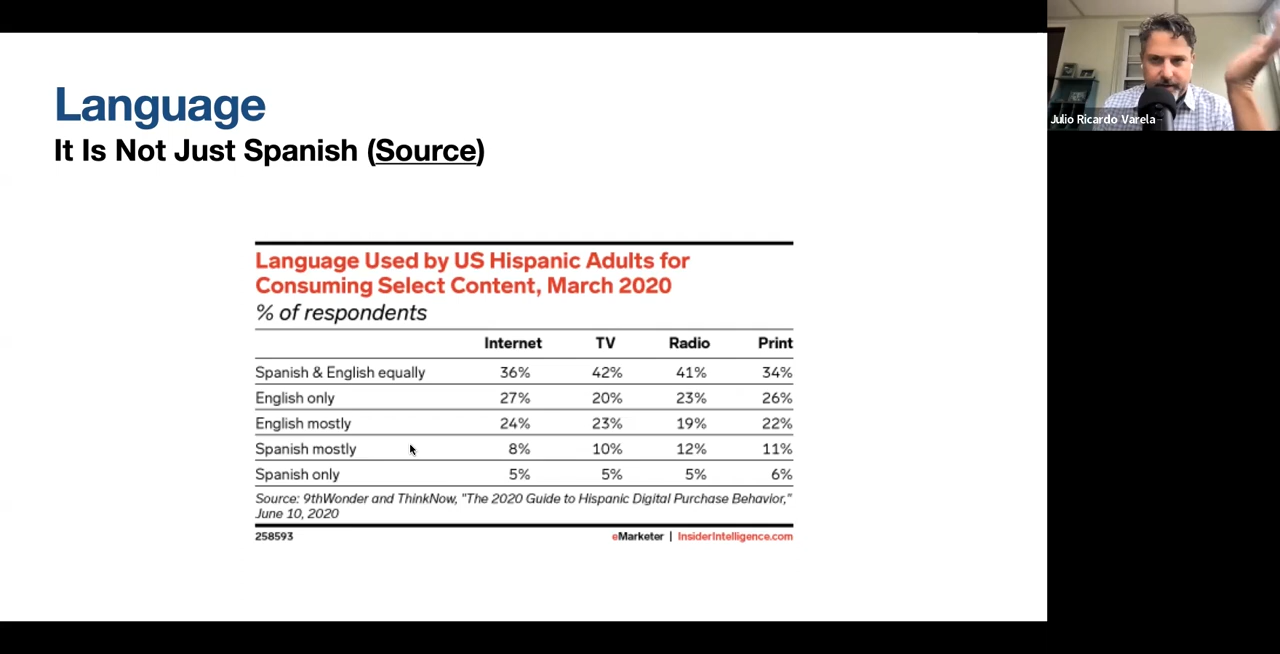 Language
It Is Not Just Spanish (Source)
Julio Ricardo Varela
Language Used by US Hispanic Adults for
Consuming Select Content, March 2020
% of respondents
Internet TV Radio Print
Spanish & English equally 36% 42% 41% 34%
English only 27% 20% 23% 26%
English mostly 24% 23% 19% 22%
Spanish mostly 8% 10% 12% 11%
Spanish only 5% 5% 5% 6%
Source: 9thWonder and ThinkNow, "The 2020 Guide to Hispanic Digital Purchase Behavior,"
June 10, 2020
258593 eMarketer | InsiderIntelligence.com